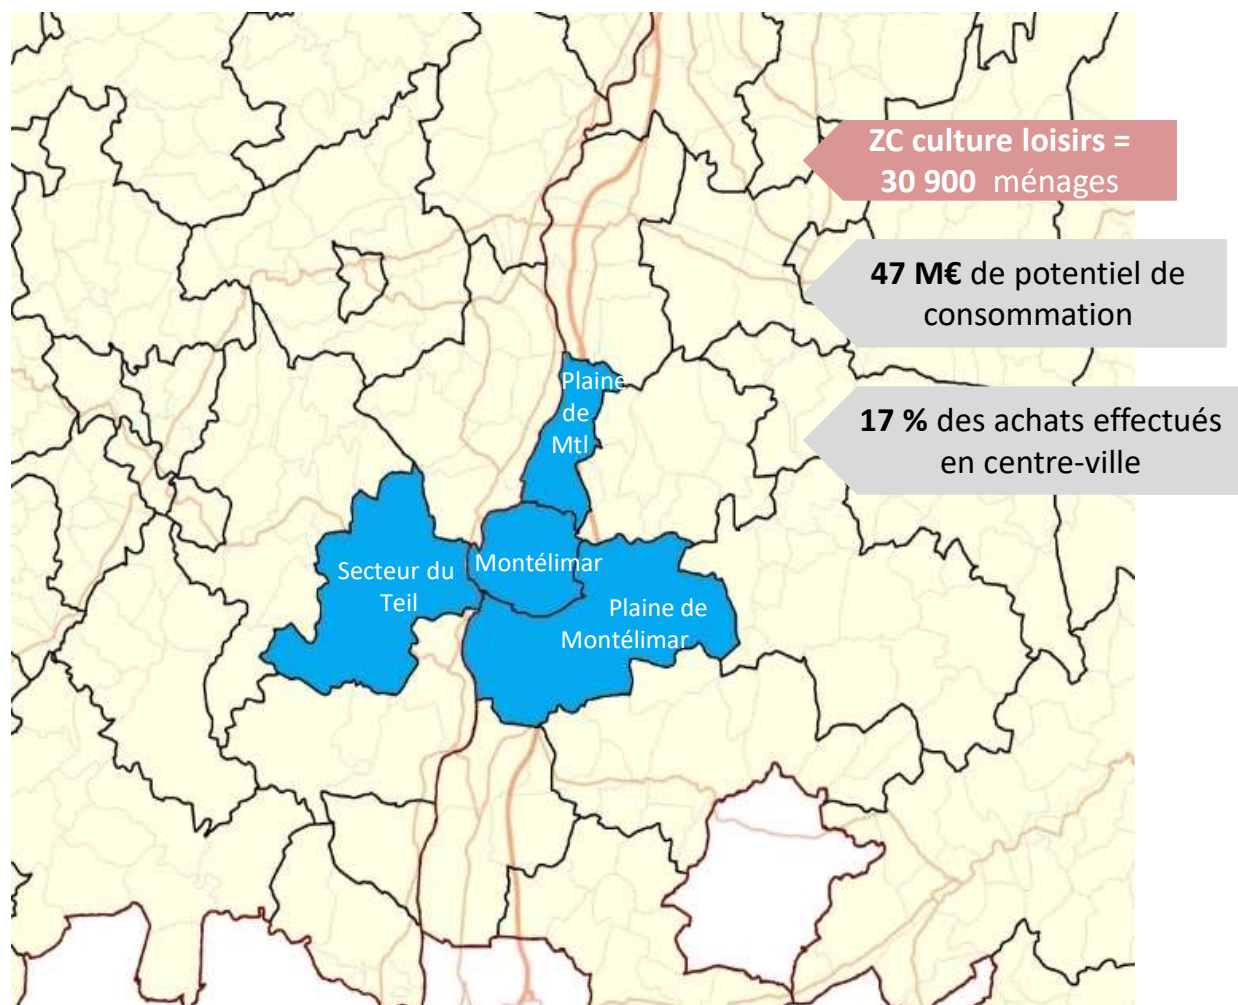 ZC culture loisirs =
30 900 ménages
47 M€ de potentiel de
consommation
17 % des achats effectués
en centre-ville
Plaine
de
Mtl
Montélimar
Secteur du
Teil
Plaine de
Montélimar